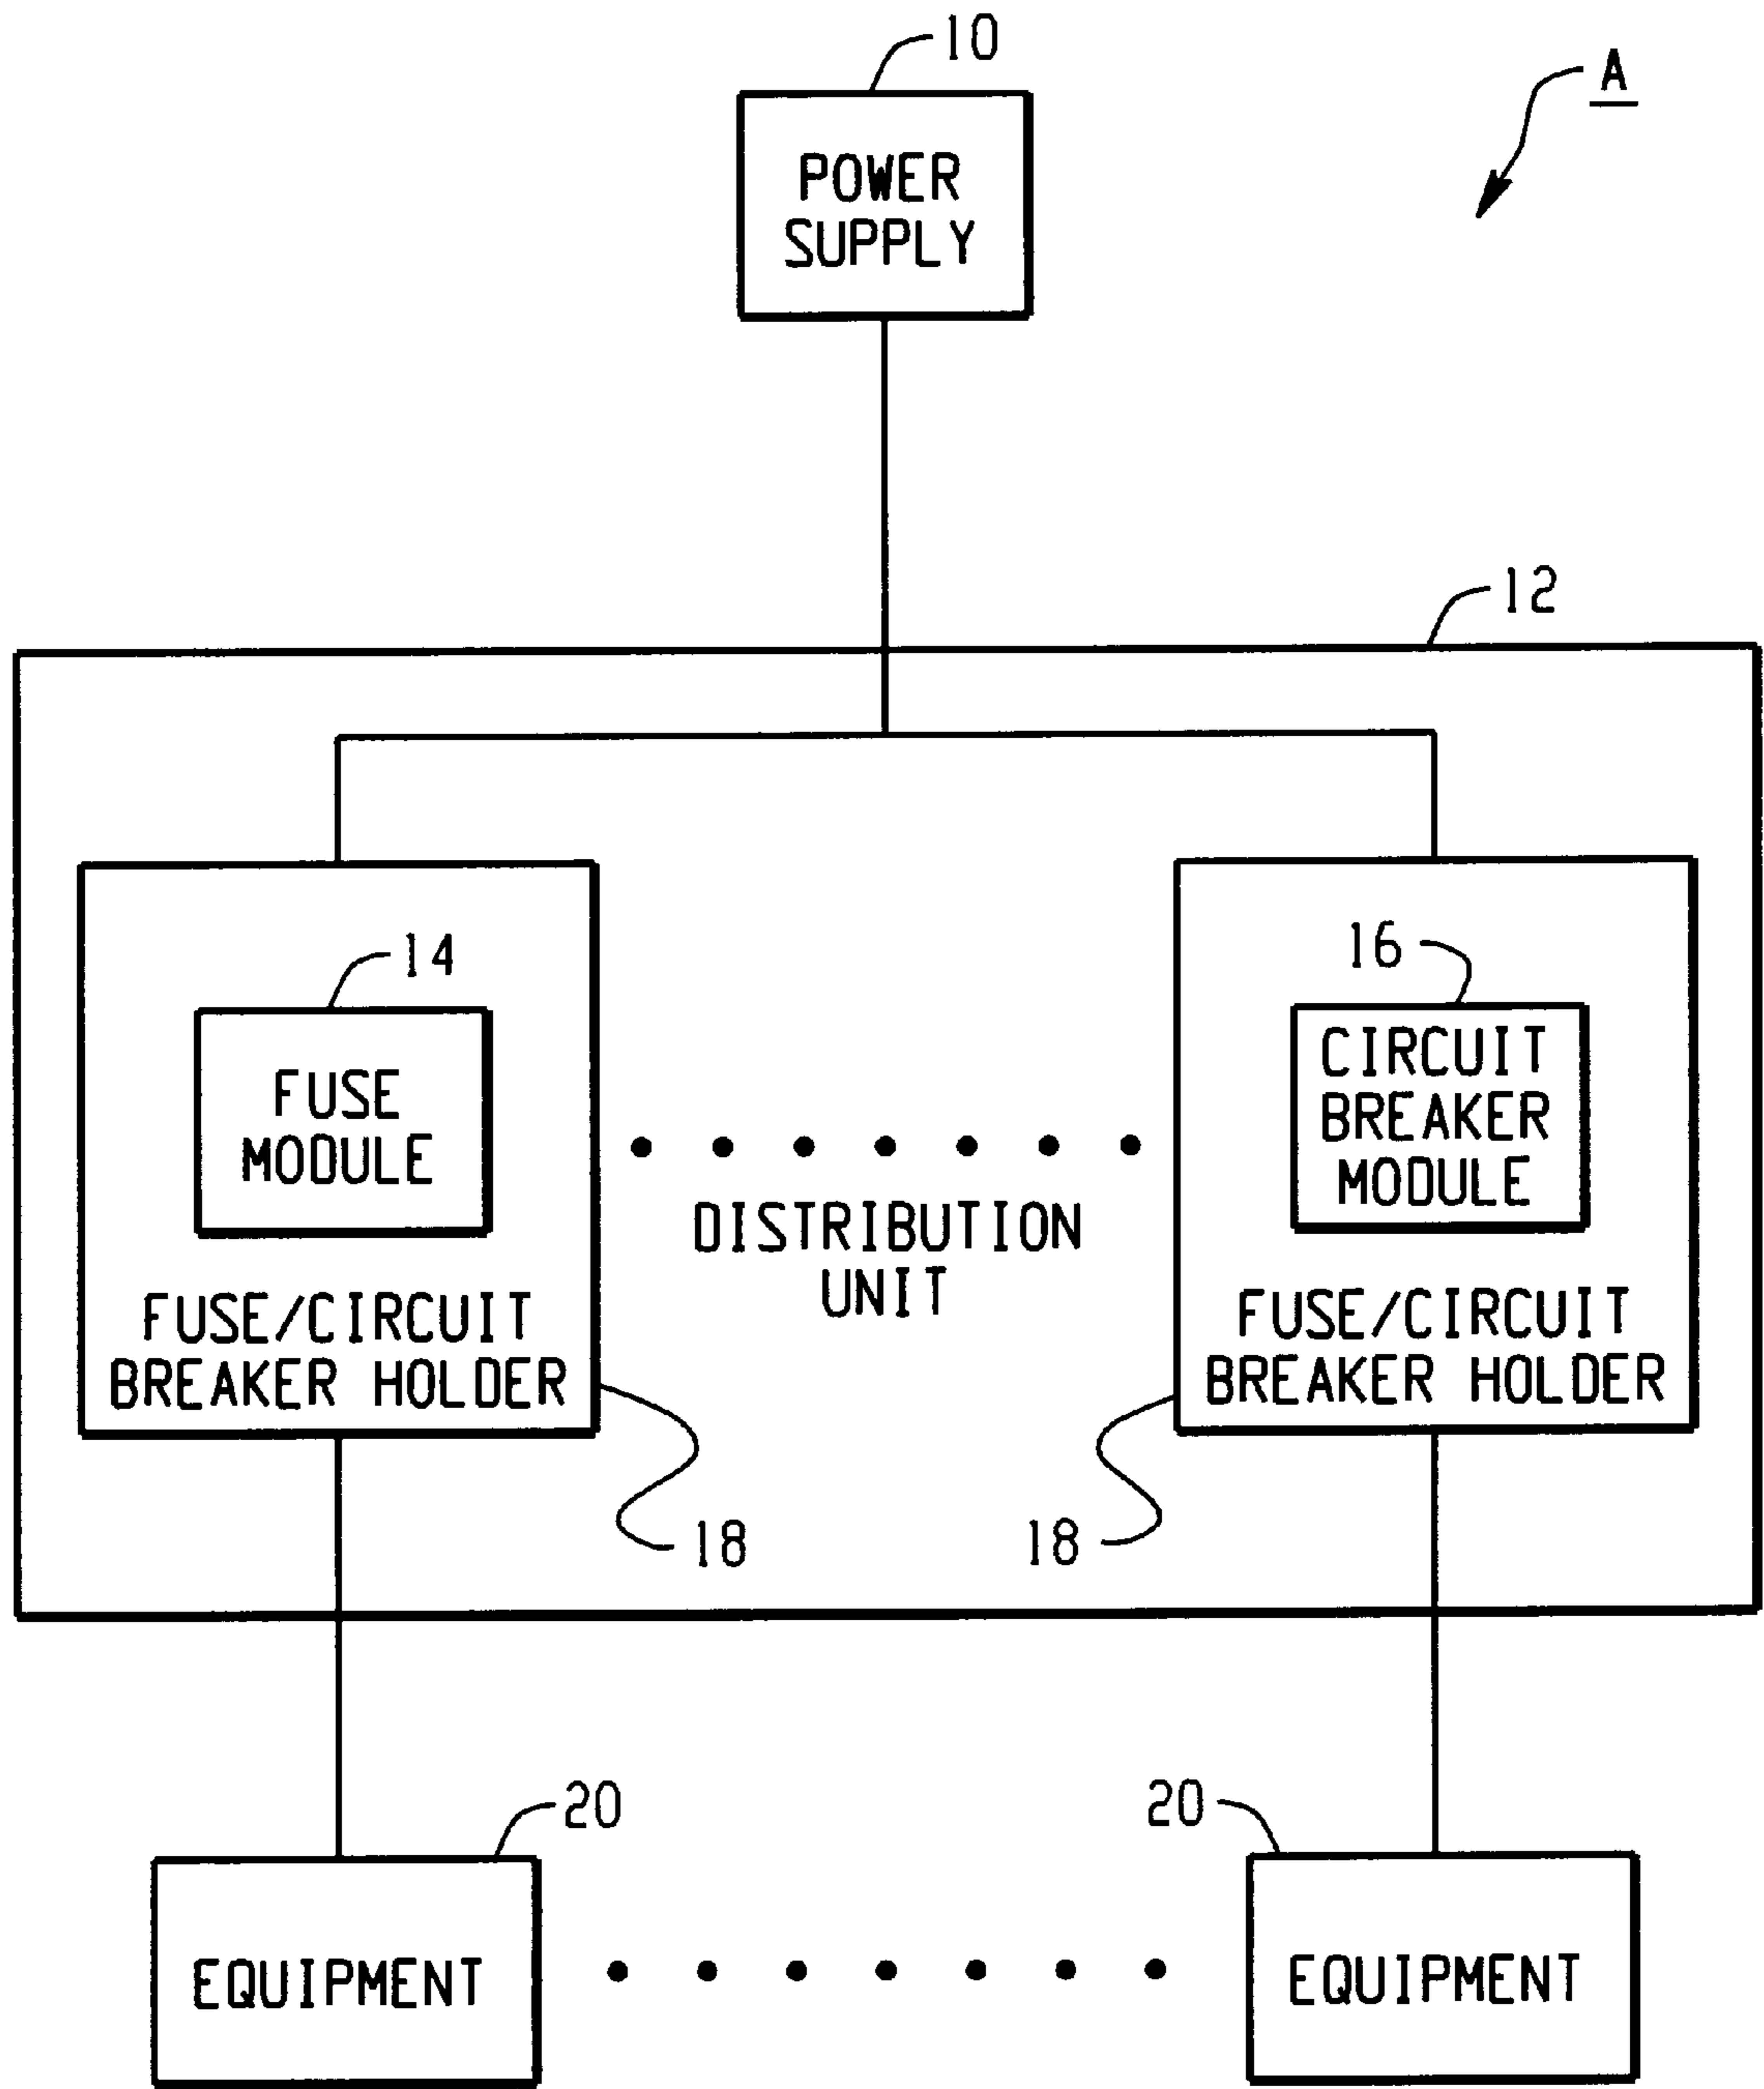 10
A
POWER
SUPPLY
12
14
16
FUSE
MODULE
CIRCUIT
BREAKER
MODULE
DISTRIBUTION
UNIT
FUSE/CIRCUIT
BREAKER HOLDER
FUSE/CIRCUIT
BREAKER HOLDER
18
18
20
20
EQUIPMENT
EQUIPMENT